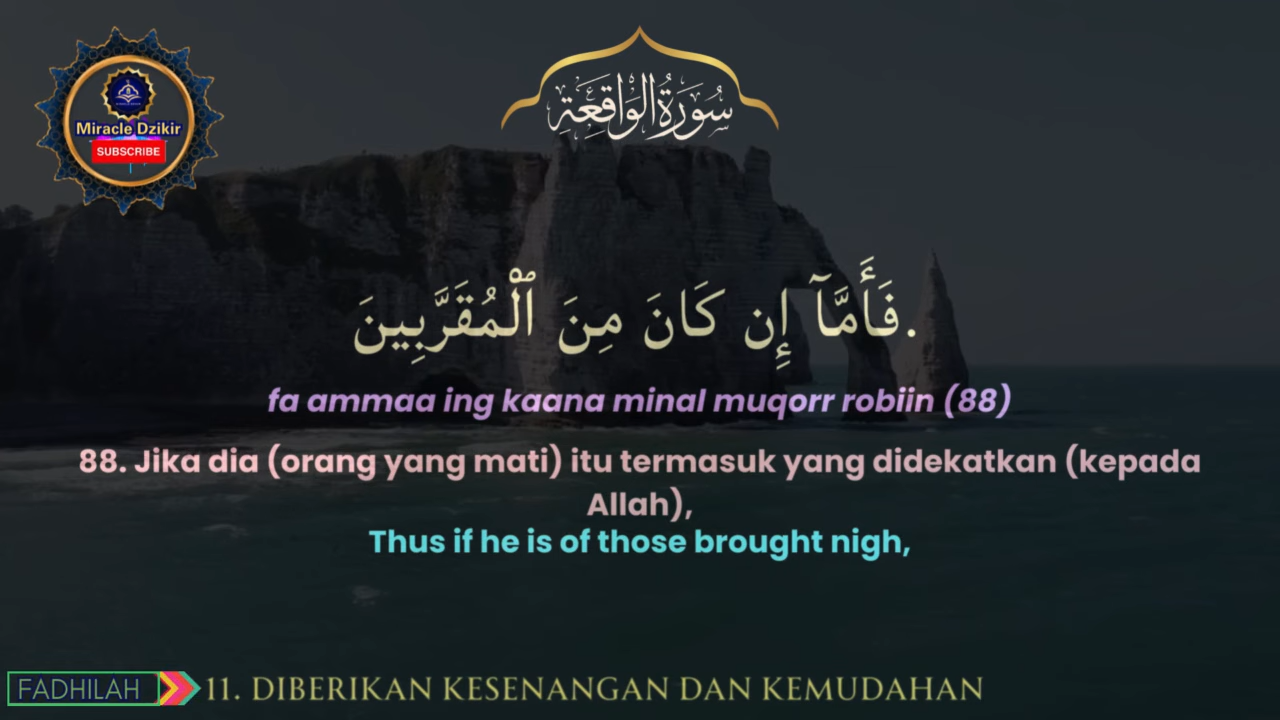 Miracle Dzikir
SUBSCRIBE
سُورَةُ الْوَاقِعَةِ
فَأَمَّآ إِن كَانَ مِنَ ٱلْمُقَرَّبِينَ.
fa ammaa ing kaana minal muqorr robiin (88)
88. Jika dia (orang yang mati) itu termasuk yang didekatkan (kepada
Allah),
Thus if he is of those brought nigh,
FADHILAH
11. DIBERIKAN KESENANGAN DAN KEMUDAHAN